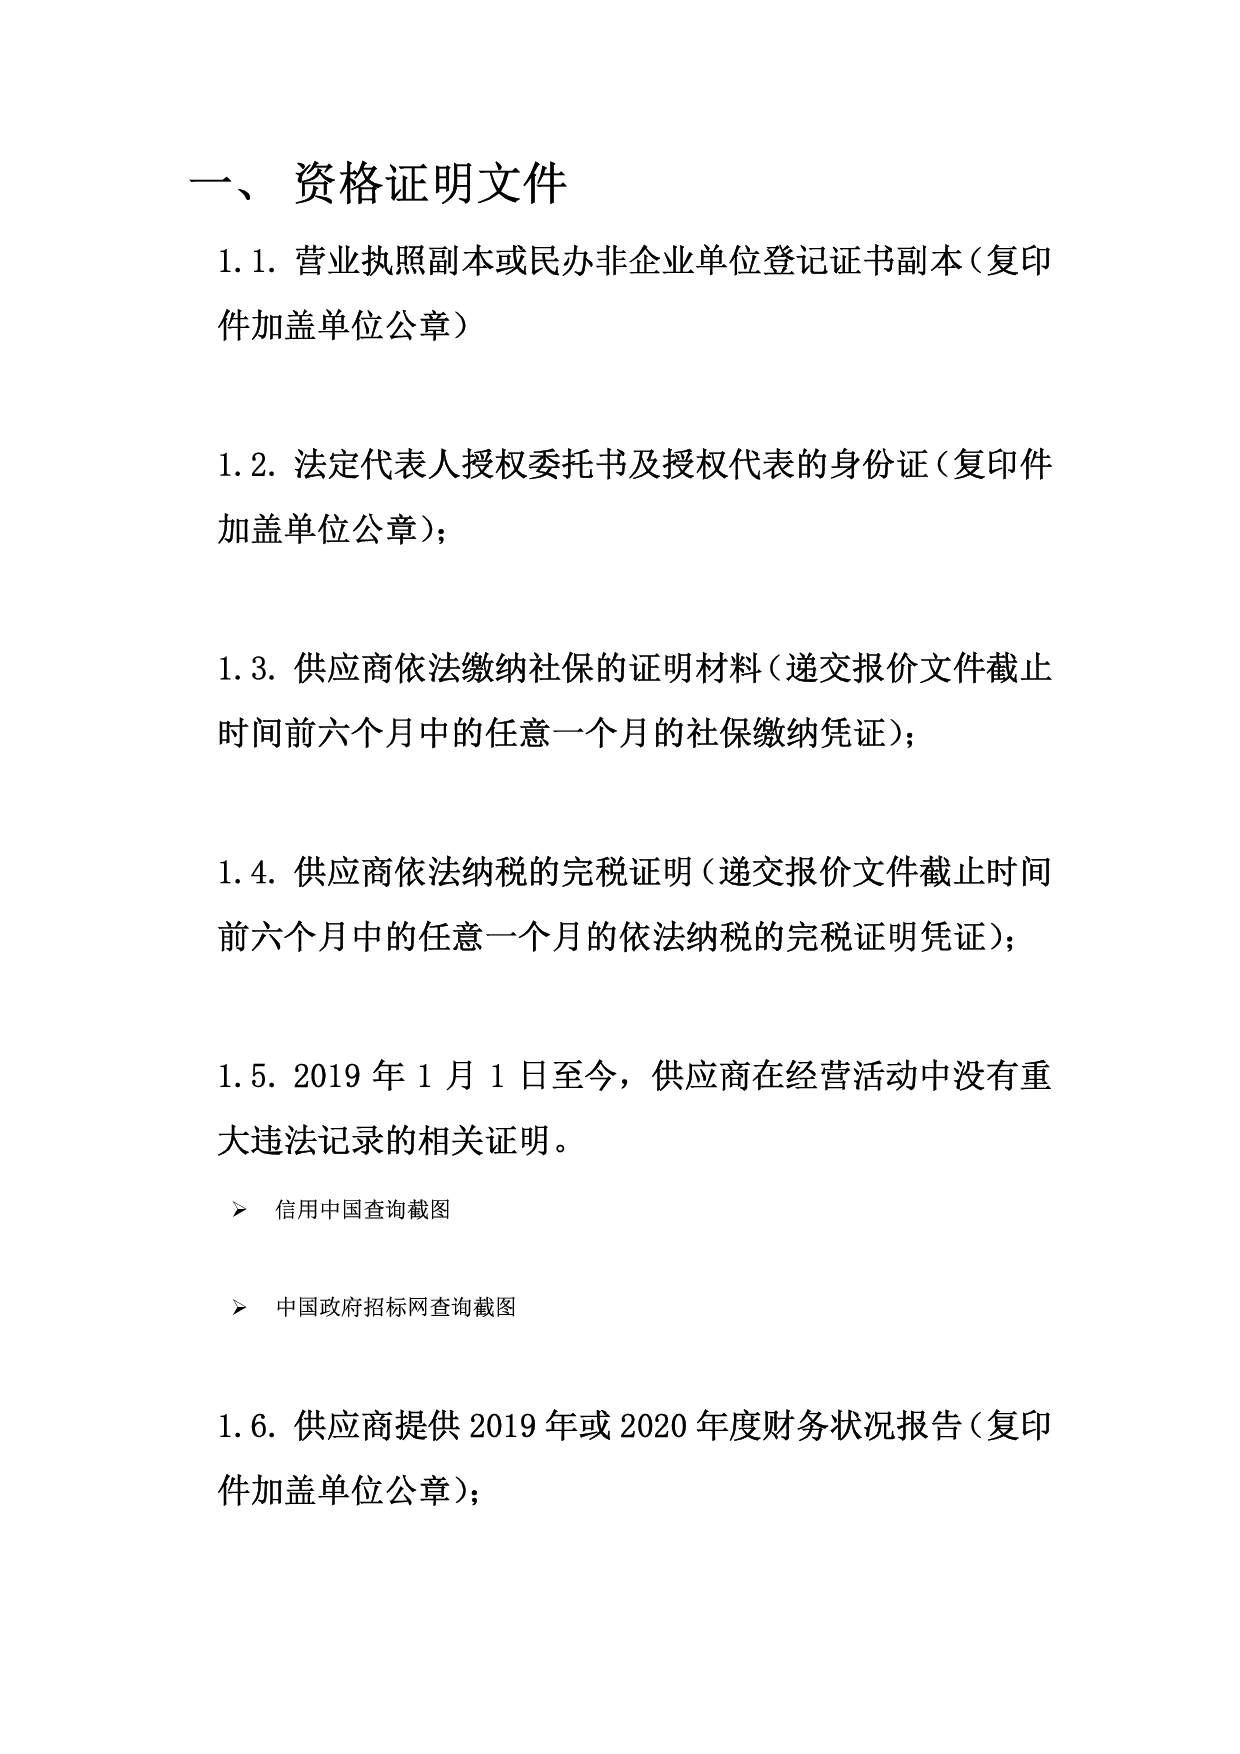 一、 资格证明文件
1.1. 营业执照副本或民办非企业单位登记证书副本（复印
件加盖单位公章）
1.2. 法定代表人授权委托书及授权代表的身份证（复印件
加盖单位公章）；
1.3. 供应商依法缴纳社保的证明材料（递交报价文件截止
时间前六个月中的任意一个月的社保缴纳凭证）；
1.4. 供应商依法纳税的完税证明（递交报价文件截止时间
前六个月中的任意一个月的依法纳税的完税证明凭证）；
1.5. 2019 年 1 月 1 日至今，供应商在经营活动中没有重
大违法记录的相关证明。
➢ 信用中国查询截图
➢ 中国政府招标网查询截图
1.6. 供应商提供 2019 年或 2020 年度财务状况报告（复印
件加盖单位公章）；